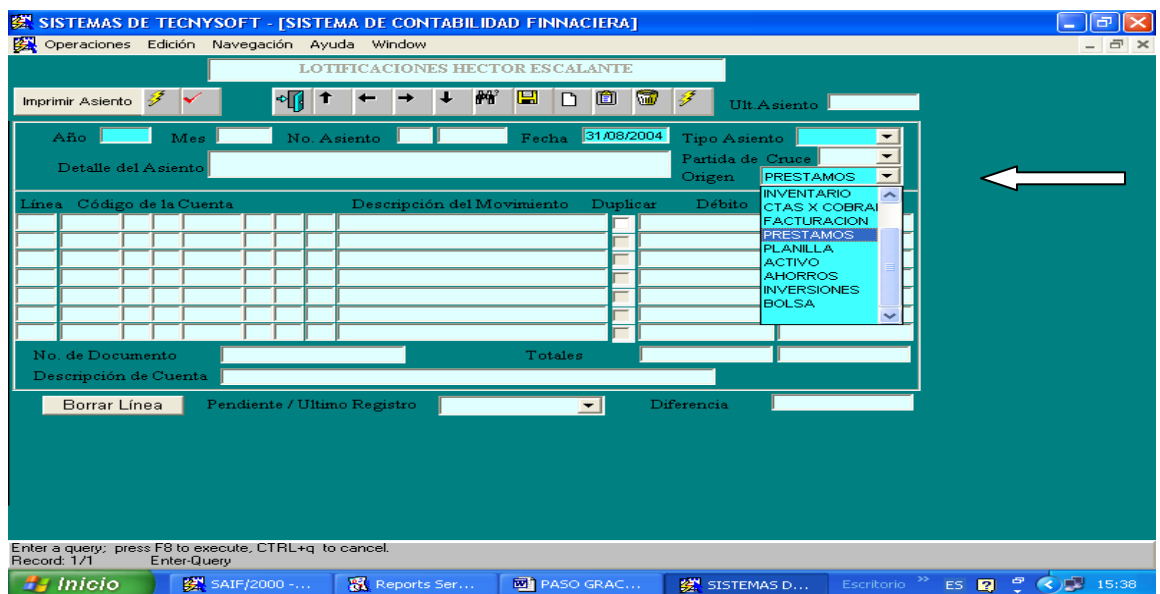 SISTEMAS DE TECNYSOFT - [SISTEMA DE CONTABILIDAD FINNACIERA]
Operaciones Edición Navegación Ayuda Window
LOTIFICACIONES HECTOR ESCALANTE
Imprimir Asiento Ult.Asiento
Año Mes No. Asiento Fecha 31/08/2004 Tipo Asiento
Partida de Cruce
Detalle del Asiento
Origen PRESTAMOS
INVENTARIO
Línea Código de la Cuenta Descripción del Movimiento Duplicar Débito CTAS X COBRAI
FACTURACION
PRESTAMOS
PLANILLA
ACTIVO
AHORROS
INVERSIONES
BOLSA
No. de Documento Totales
Descripción de Cuenta
Borrar Línea Pendiente / Ultimo Registro Diferencia
Enter a query; press F8 to execute, CTRL+q to cancel.
Record: 1/1 Enter-Query
Inicio SAIF/2000 -... Reports Ser... PASO GRAC... SISTEMAS D... Escritorio » ES 15:38